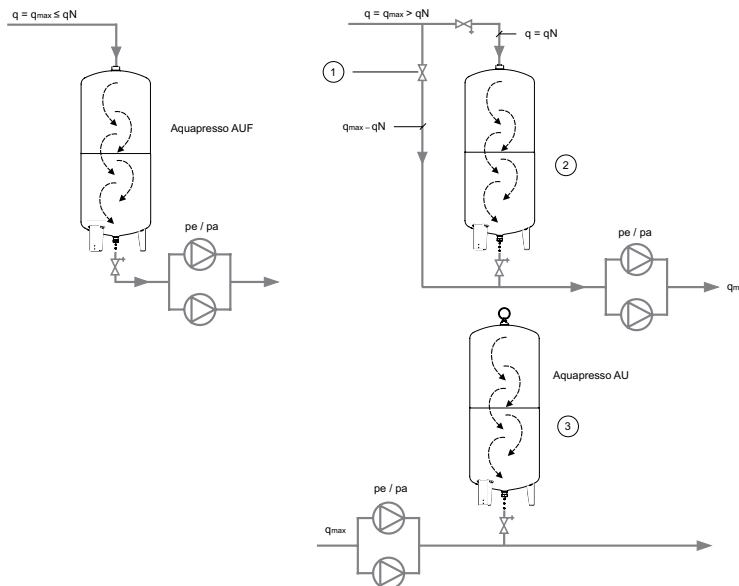 q = qmax ≤ qN
Aquapresso AUF
pe / pa
q = qmax > qN
q = qN
1
qmax – qN
2
pe / pa
qm
Aquapresso AU
3
pe / pa
qmax